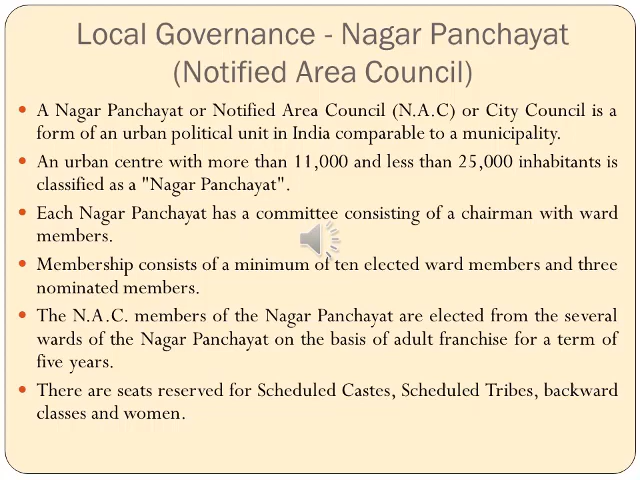 Local Governance - Nagar Panchayat
(Notified Area Council)
• A Nagar Panchayat or Notified Area Council (N.A.C) or City Council is a
form of an urban political unit in India comparable to a municipality.
• An urban centre with more than 11,000 and less than 25,000 inhabitants is
classified as a "Nagar Panchayat".
• Each Nagar Panchayat has a committee consisting of a chairman with ward
members.
• Membership consists of a minimum of ten elected ward members and three
nominated members.
• The N.A.C. members of the Nagar Panchayat are elected from the several
wards of the Nagar Panchayat on the basis of adult franchise for a term of
five years.
• There are seats reserved for Scheduled Castes, Scheduled Tribes, backward
classes and women.